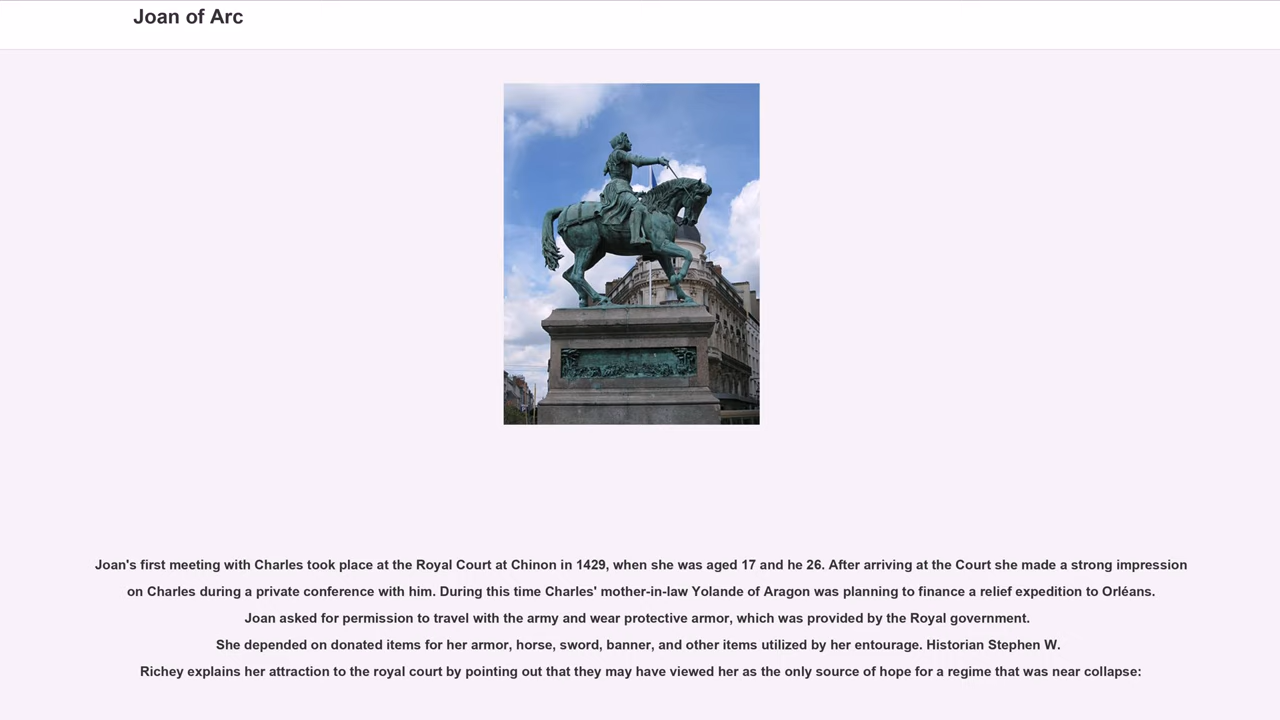 Joan of Arc
Joan's first meeting with Charles took place at the Royal Court at Chinon in 1429, when she was aged 17 and he 26. After arriving at the Court she made a strong impression
on Charles during a private conference with him. During this time Charles' mother-in-law Yolande of Aragon was planning to finance a relief expedition to Orléans.
Joan asked for permission to travel with the army and wear protective armor, which was provided by the Royal government.
She depended on donated items for her armor, horse, sword, banner, and other items utilized by her entourage. Historian Stephen W.
Richey explains her attraction to the royal court by pointing out that they may have viewed her as the only source of hope for a regime that was near collapse: